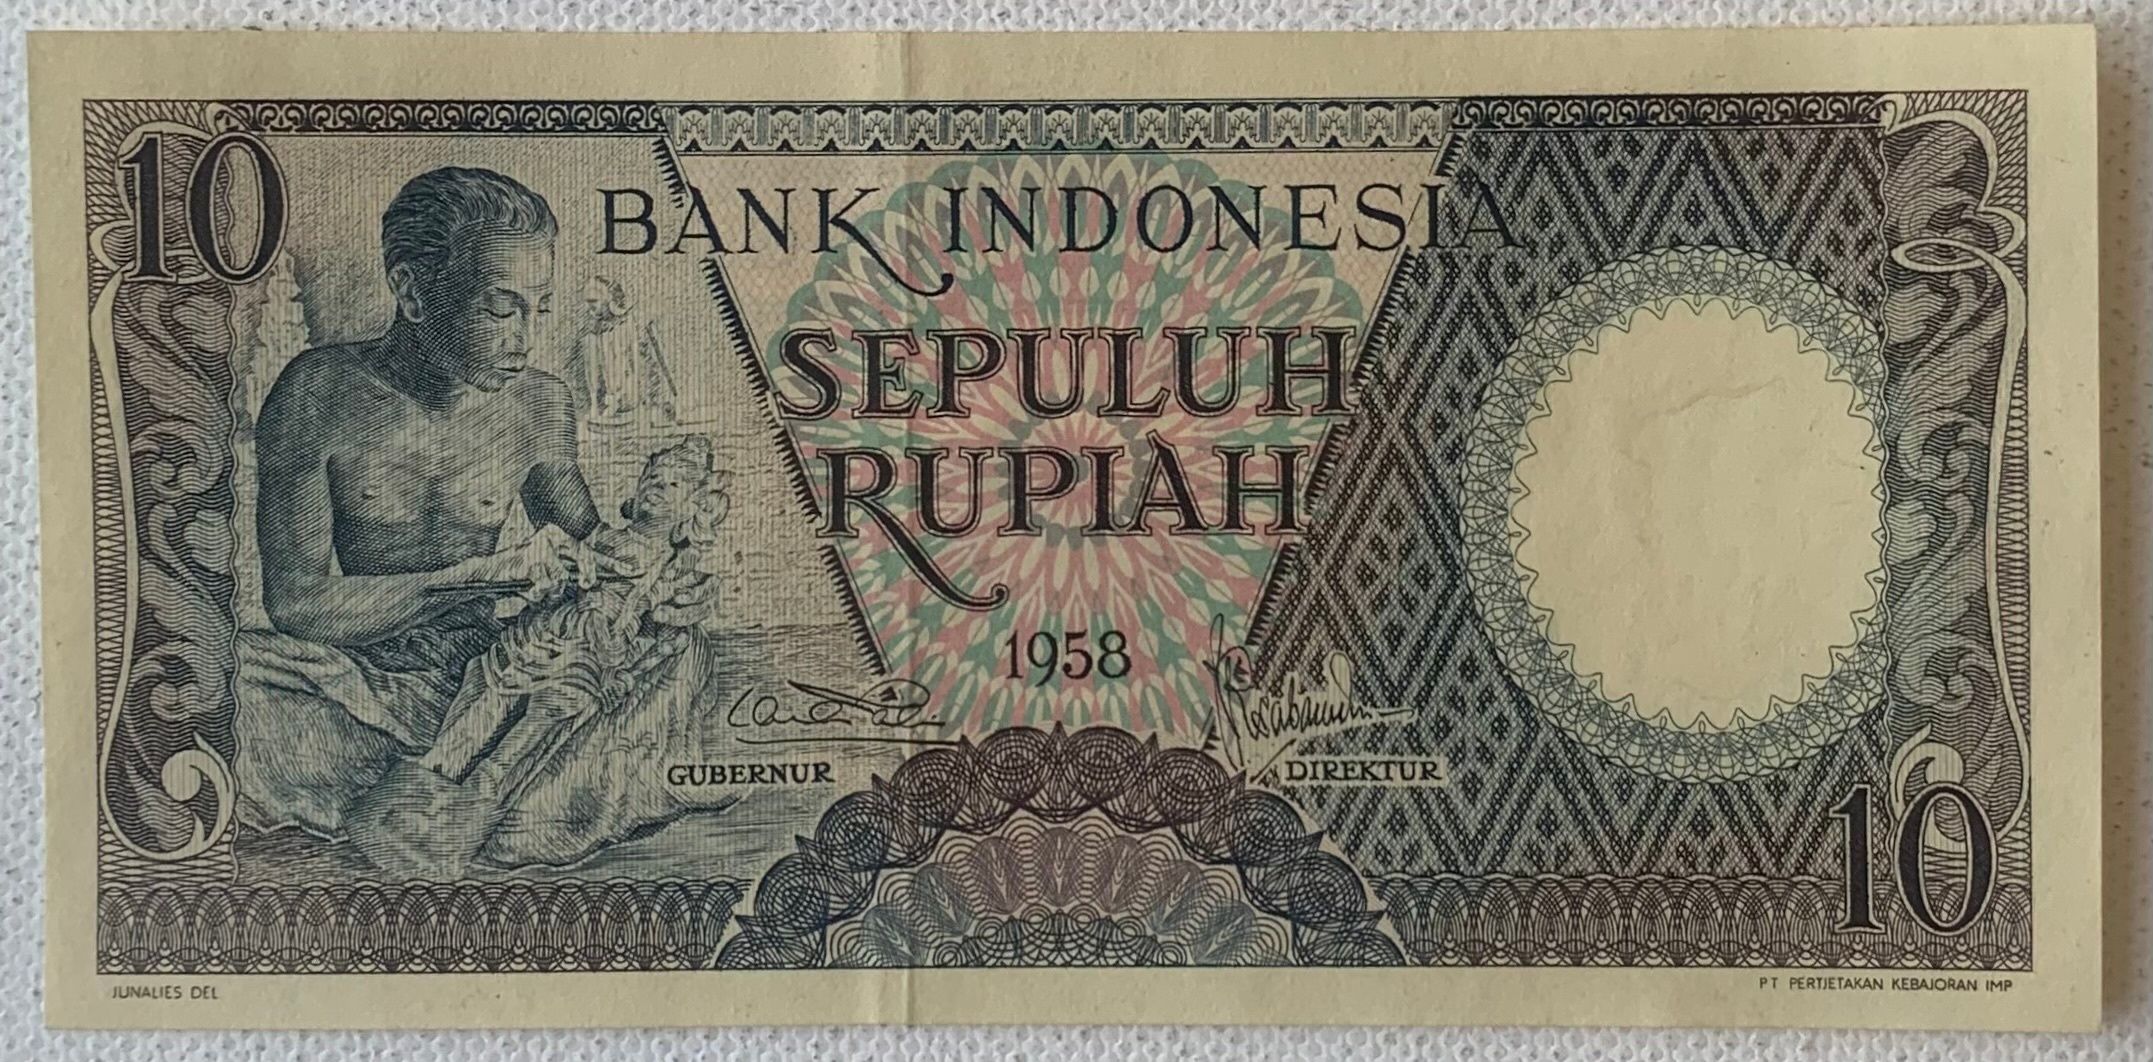 10
BANK INDONESIA
SEPULUH
RUPIAH
1958
GUBERNUR
DIREKTUR
10
JUNALIES DEL
PT PERTJETAKAN KEBAJORAN IMP